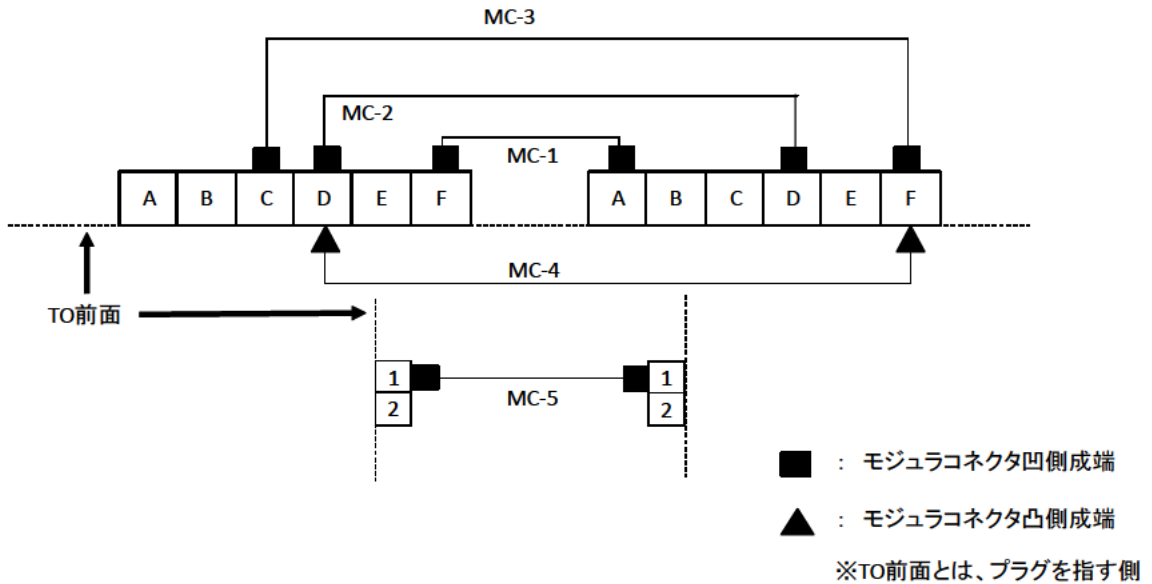 MC-3
MC-2
MC-1
A B C D E F
A B C D E F
MC-4
TO前面
1
2
MC-5
1
2
： モジュラコネクタ凹側成端
： モジュラコネクタ凸側成端
※TO前面とは、プラグを指す側